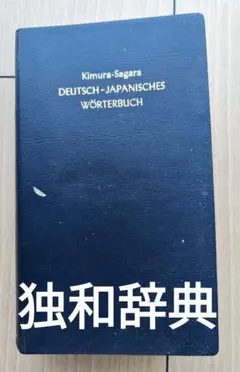 Kimura-Sagara
DEUTSCH-JAPANISCHES
WÖRTERBUCH
独和辞典